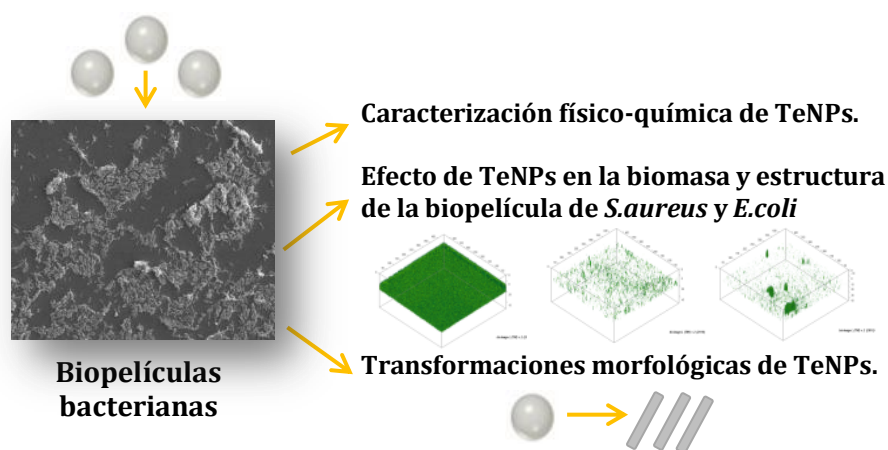 Caracterización físico-química de TeNPs.
Efecto de TeNPs en la biomasa y estructura
de la biopelícula de S.aureus y E.coli
Transformaciones morfológicas de TeNPs.
Biopelículas
bacterianas